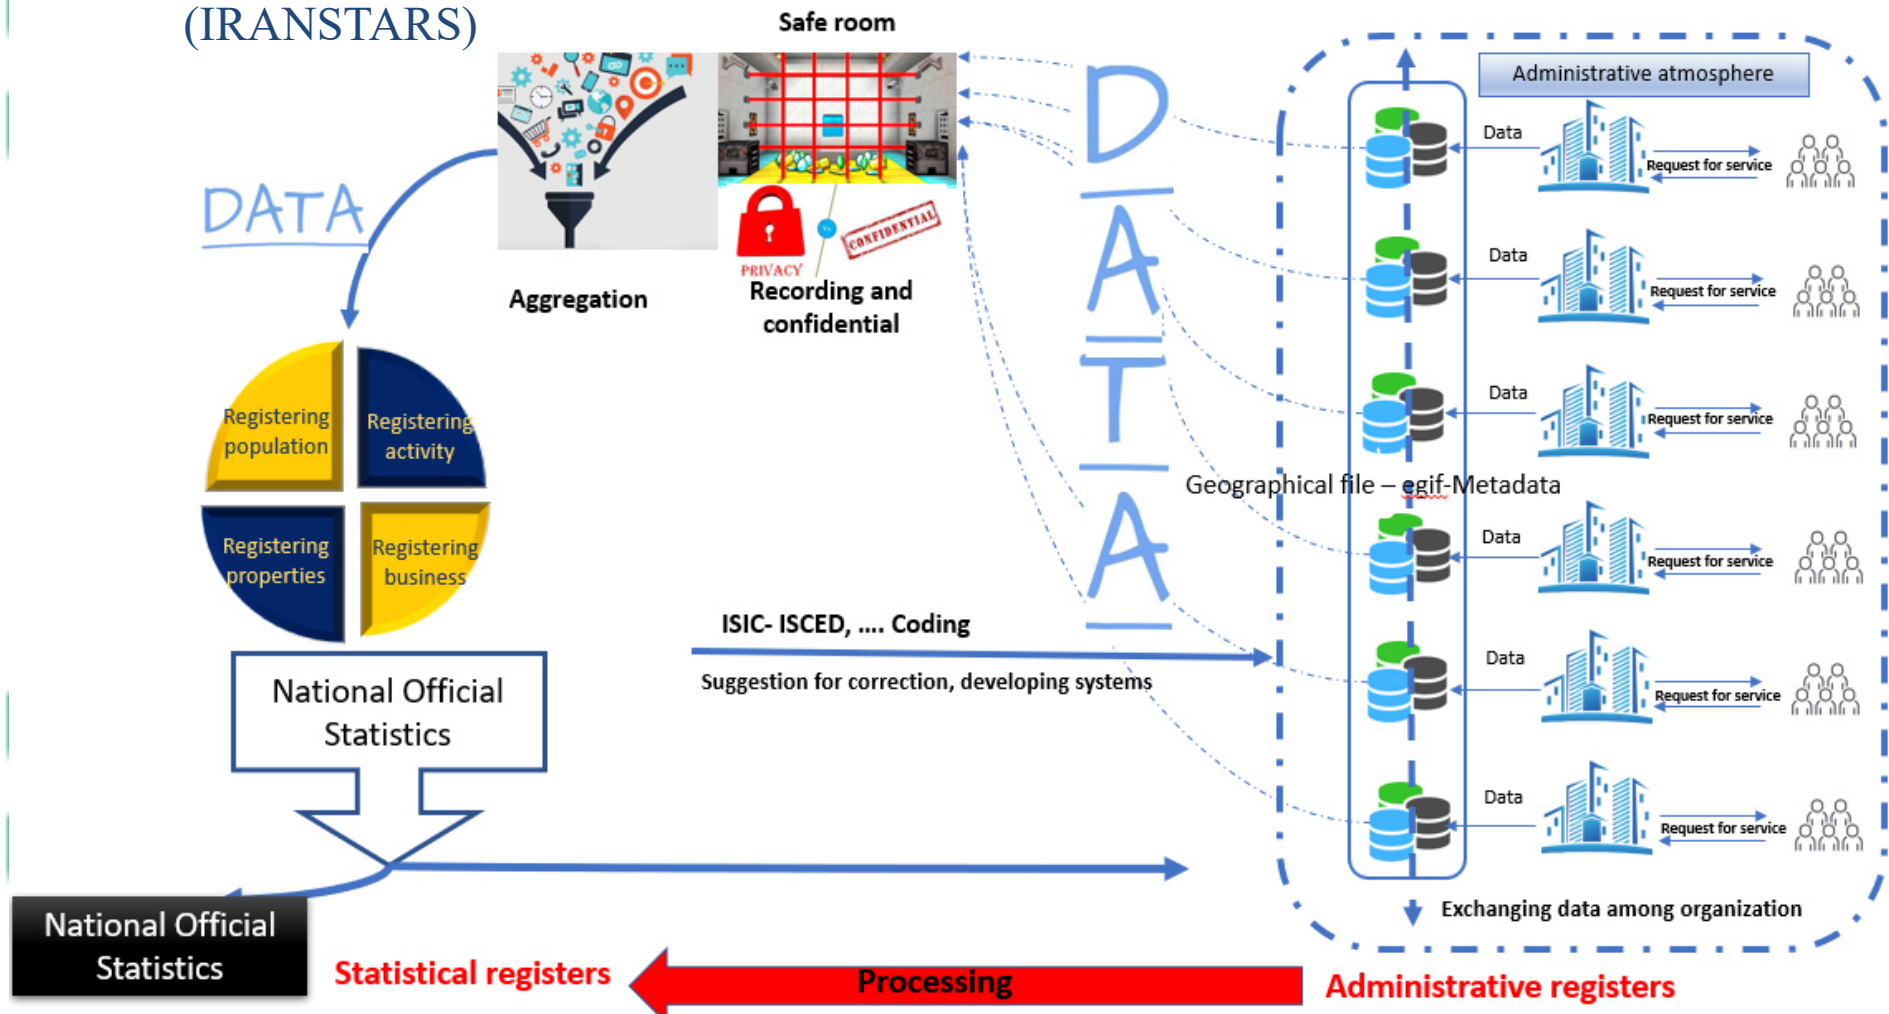 (IRANSTARS)
Safe room
Administrative atmosphere
DATA
PRIVACY
Vs
CONFIDENTIAL
Aggregation
Recording and
confidential
D
A
T
A
Data
Request for service
Data
Request for service
Data
Request for service
Geographical file – egif-Metadata
Data
Request for service
Data
Request for service
Data
Request for service
Registering
population
Registering
activity
Registering
properties
Registering
business
ISIC- ISCED, .... Coding
Suggestion for correction, developing systems
National Official
Statistics
Exchanging data among organization
National Official
Statistics
Statistical registers
Processing
Administrative registers